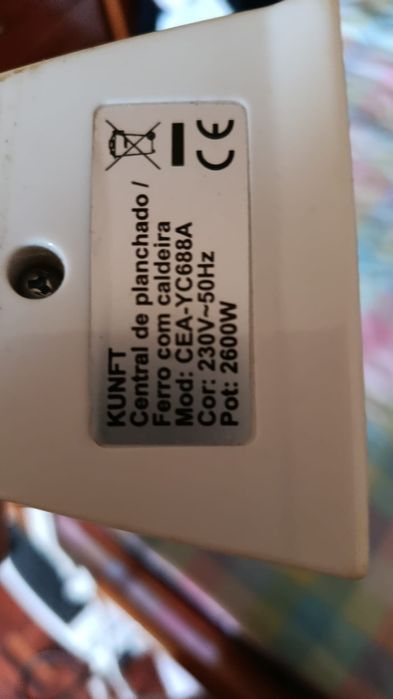 KUNFT
Central de planchado /
Ferro com caldeira
Mod: CEA-YC688A
Cor: 230V~50Hz
Pot: 2600W
CE